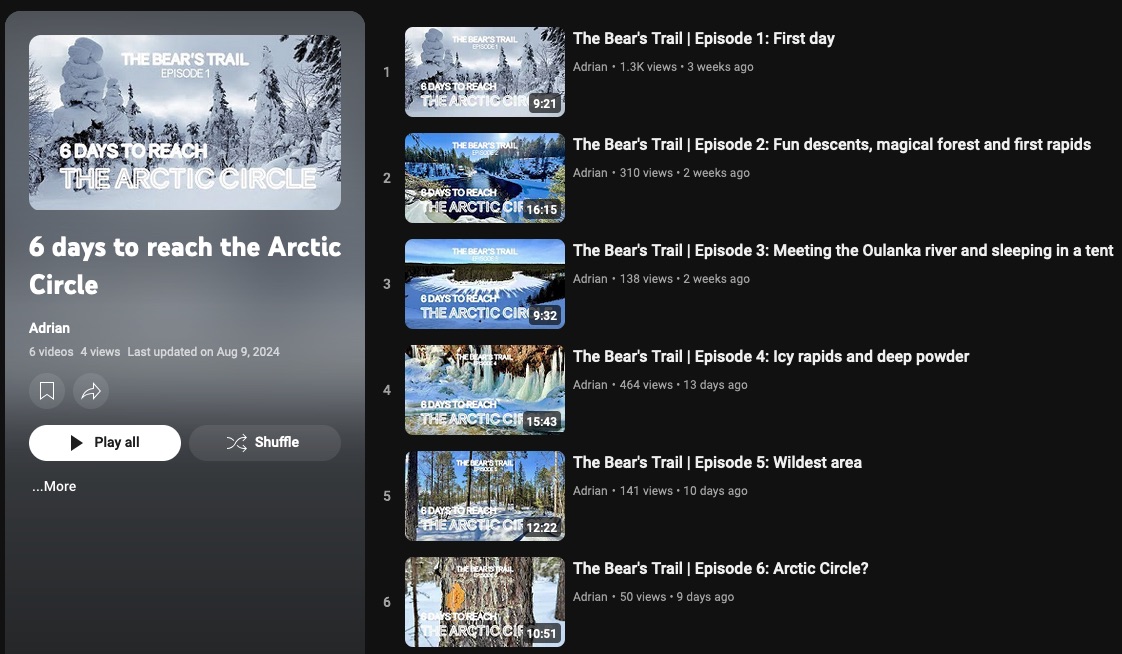 THE BEAR'S TRAIL
EPISODE 1
6 DAYS TO REACH
THE ARCTIC CIRCLE
6 days to reach the Arctic
Circle
Adrian
6 videos 4 views Last updated on Aug 9, 2024
Play all
Shuffle
...More
1
THE BEAR'S TRAIL
EPISODE 1
6 DAYS TO REACH
THE ARCTIC CIR
9:21
The Bear's Trail | Episode 1: First day
Adrian • 1.3K views • 3 weeks ago
2
THE BEAR'S TRAIL
EPISODE 2
6 DAYS TO REACH
THE ARCTIC CIR
16:15
The Bear's Trail | Episode 2: Fun descents, magical forest and first rapids
Adrian • 310 views • 2 weeks ago
3
THE BEAR'S TRAIL
EPISODE 3
6 DAYS TO REACH
THE ARCTIC CIR
9:32
The Bear's Trail | Episode 3: Meeting the Oulanka river and sleeping in a tent
Adrian • 138 views • 2 weeks ago
4
THE BEAR'S TRAIL
EPISODE 4
6 DAYS TO REACH
THE ARCTIC CIR
15:43
The Bear's Trail | Episode 4: Icy rapids and deep powder
Adrian • 464 views • 13 days ago
5
THE BEAR'S TRAIL
EPISODE 5
6 DAYS TO REACH
THE ARCTIC CIR
12:22
The Bear's Trail | Episode 5: Wildest area
Adrian • 141 views • 10 days ago
6
THE BEAR'S TRAIL
6 DAYS TO REACH
THE ARCTIC CIR
10:51
The Bear's Trail | Episode 6: Arctic Circle?
Adrian • 50 views • 9 days ago